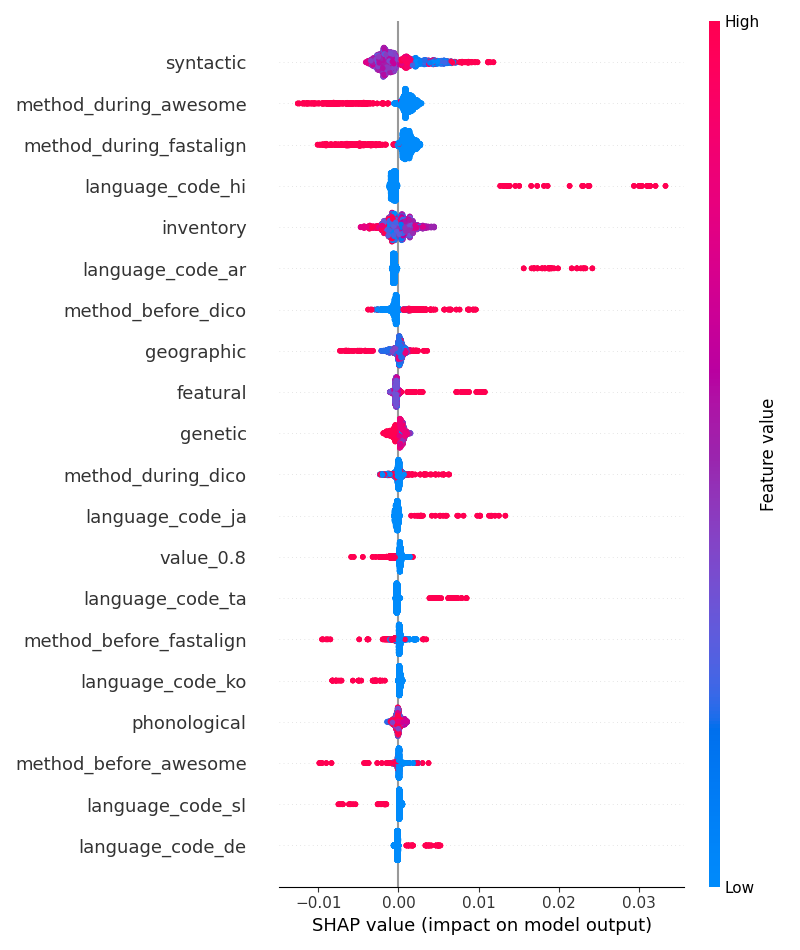 High
syntactic
method_during_awesome
method_during_fastalign
language_code_hi
inventory
language_code_ar
method_before_dico
geographic
featural
genetic
method_during_dico
language_code_ja
value_0.8
language_code_ta
method_before_fastalign
language_code_ko
phonological
method_before_awesome
language_code_sl
language_code_de
Feature value
Low
−0.01 0.00 0.01 0.02 0.03
SHAP value (impact on model output)